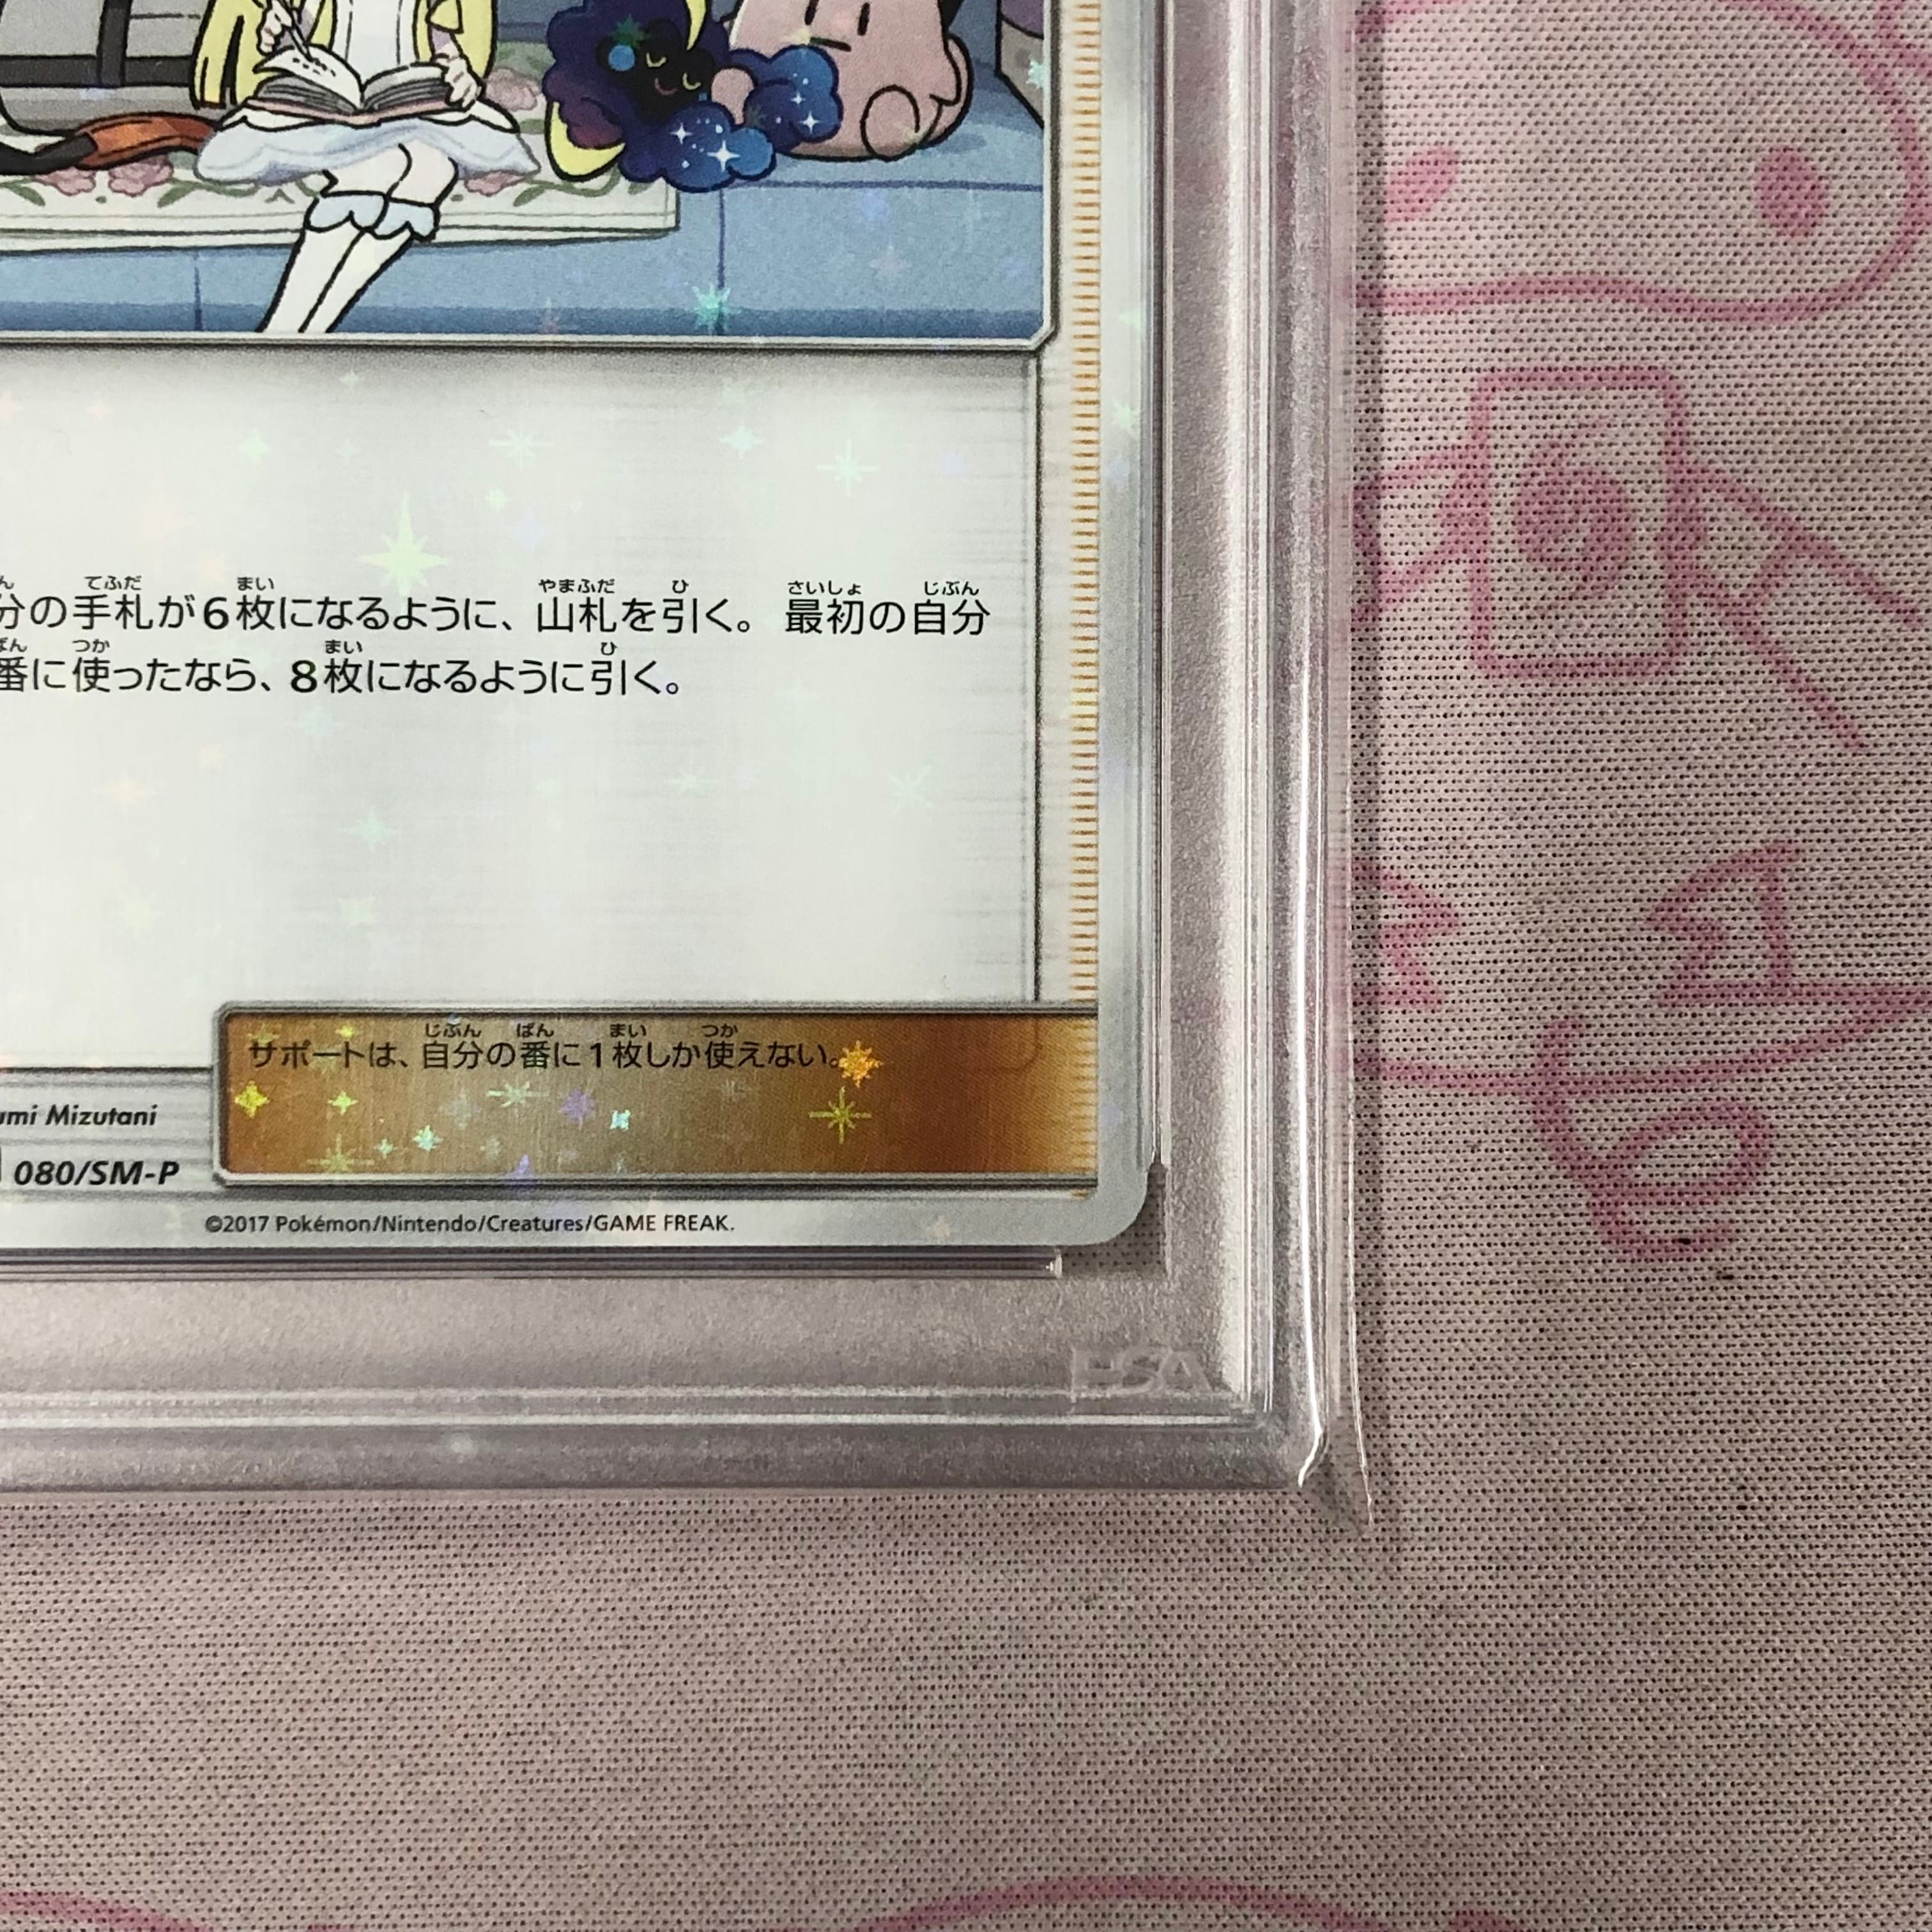 分の手札が6枚になるように、山札を引く。 最初の自分
番に使ったなら、8枚になるように引く。
サポートは、自分の番に1枚しか使えない。
umi Mizutani
080/SM-P
©2017 Pokémon/Nintendo/Creatures/GAME FREAK.
PSA